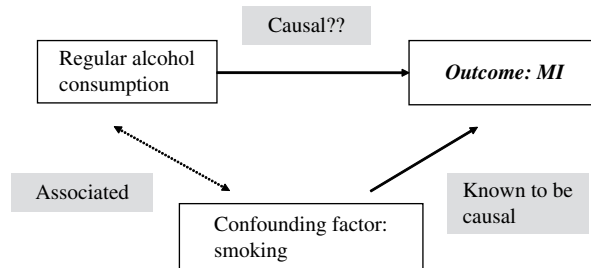 Causal??
Regular alcohol
consumption
Outcome: MI
Associated
Known to be
causal
Confounding factor:
smoking